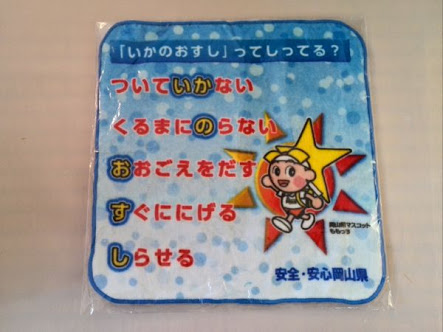 「いかのおすし」ってしってる？
ついていかない
くるまにのらない
おおごえをだす
すぐににげる
しらせる
岡山県マスコット
ももっち
安全・安心岡山県